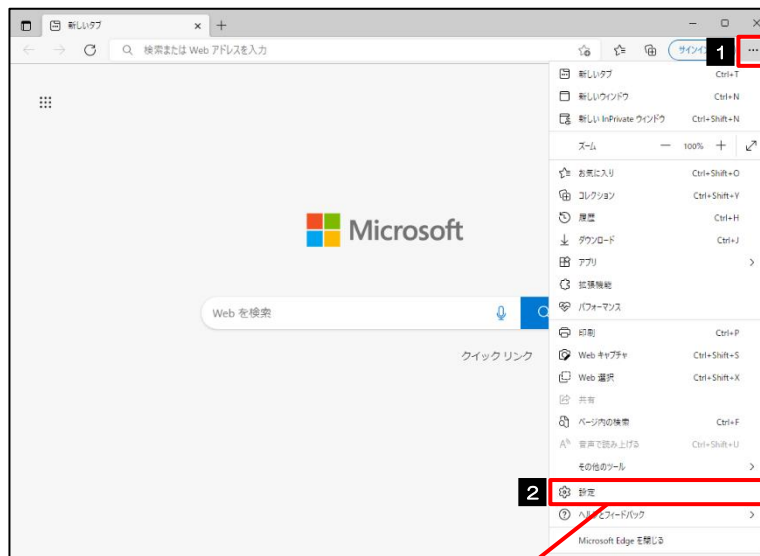 新しいタブ
検索または Web アドレスを入力
1
新しいタブ Ctrl+T
新しいウィンドウ Ctrl+N
新しい InPrivate ウィンドウ Ctrl+Shift+N
ズーム 100%
お気に入り Ctrl+Shift+O
コレクション Ctrl+Shift+Y
履歴 Ctrl+H
ダウンロード Ctrl+J
アプリ
拡張機能
パフォーマンス
Microsoft
Web を検索
クイック リンク
印刷 Ctrl+P
Web キャプチャ Ctrl+Shift+S
Web 選択 Ctrl+Shift+X
共有
ページ内の検索 Ctrl+F
音声で読み上げる Ctrl+Shift+U
その他のツール
2 設定
ヘルプとフィードバック
Microsoft Edge を閉じる